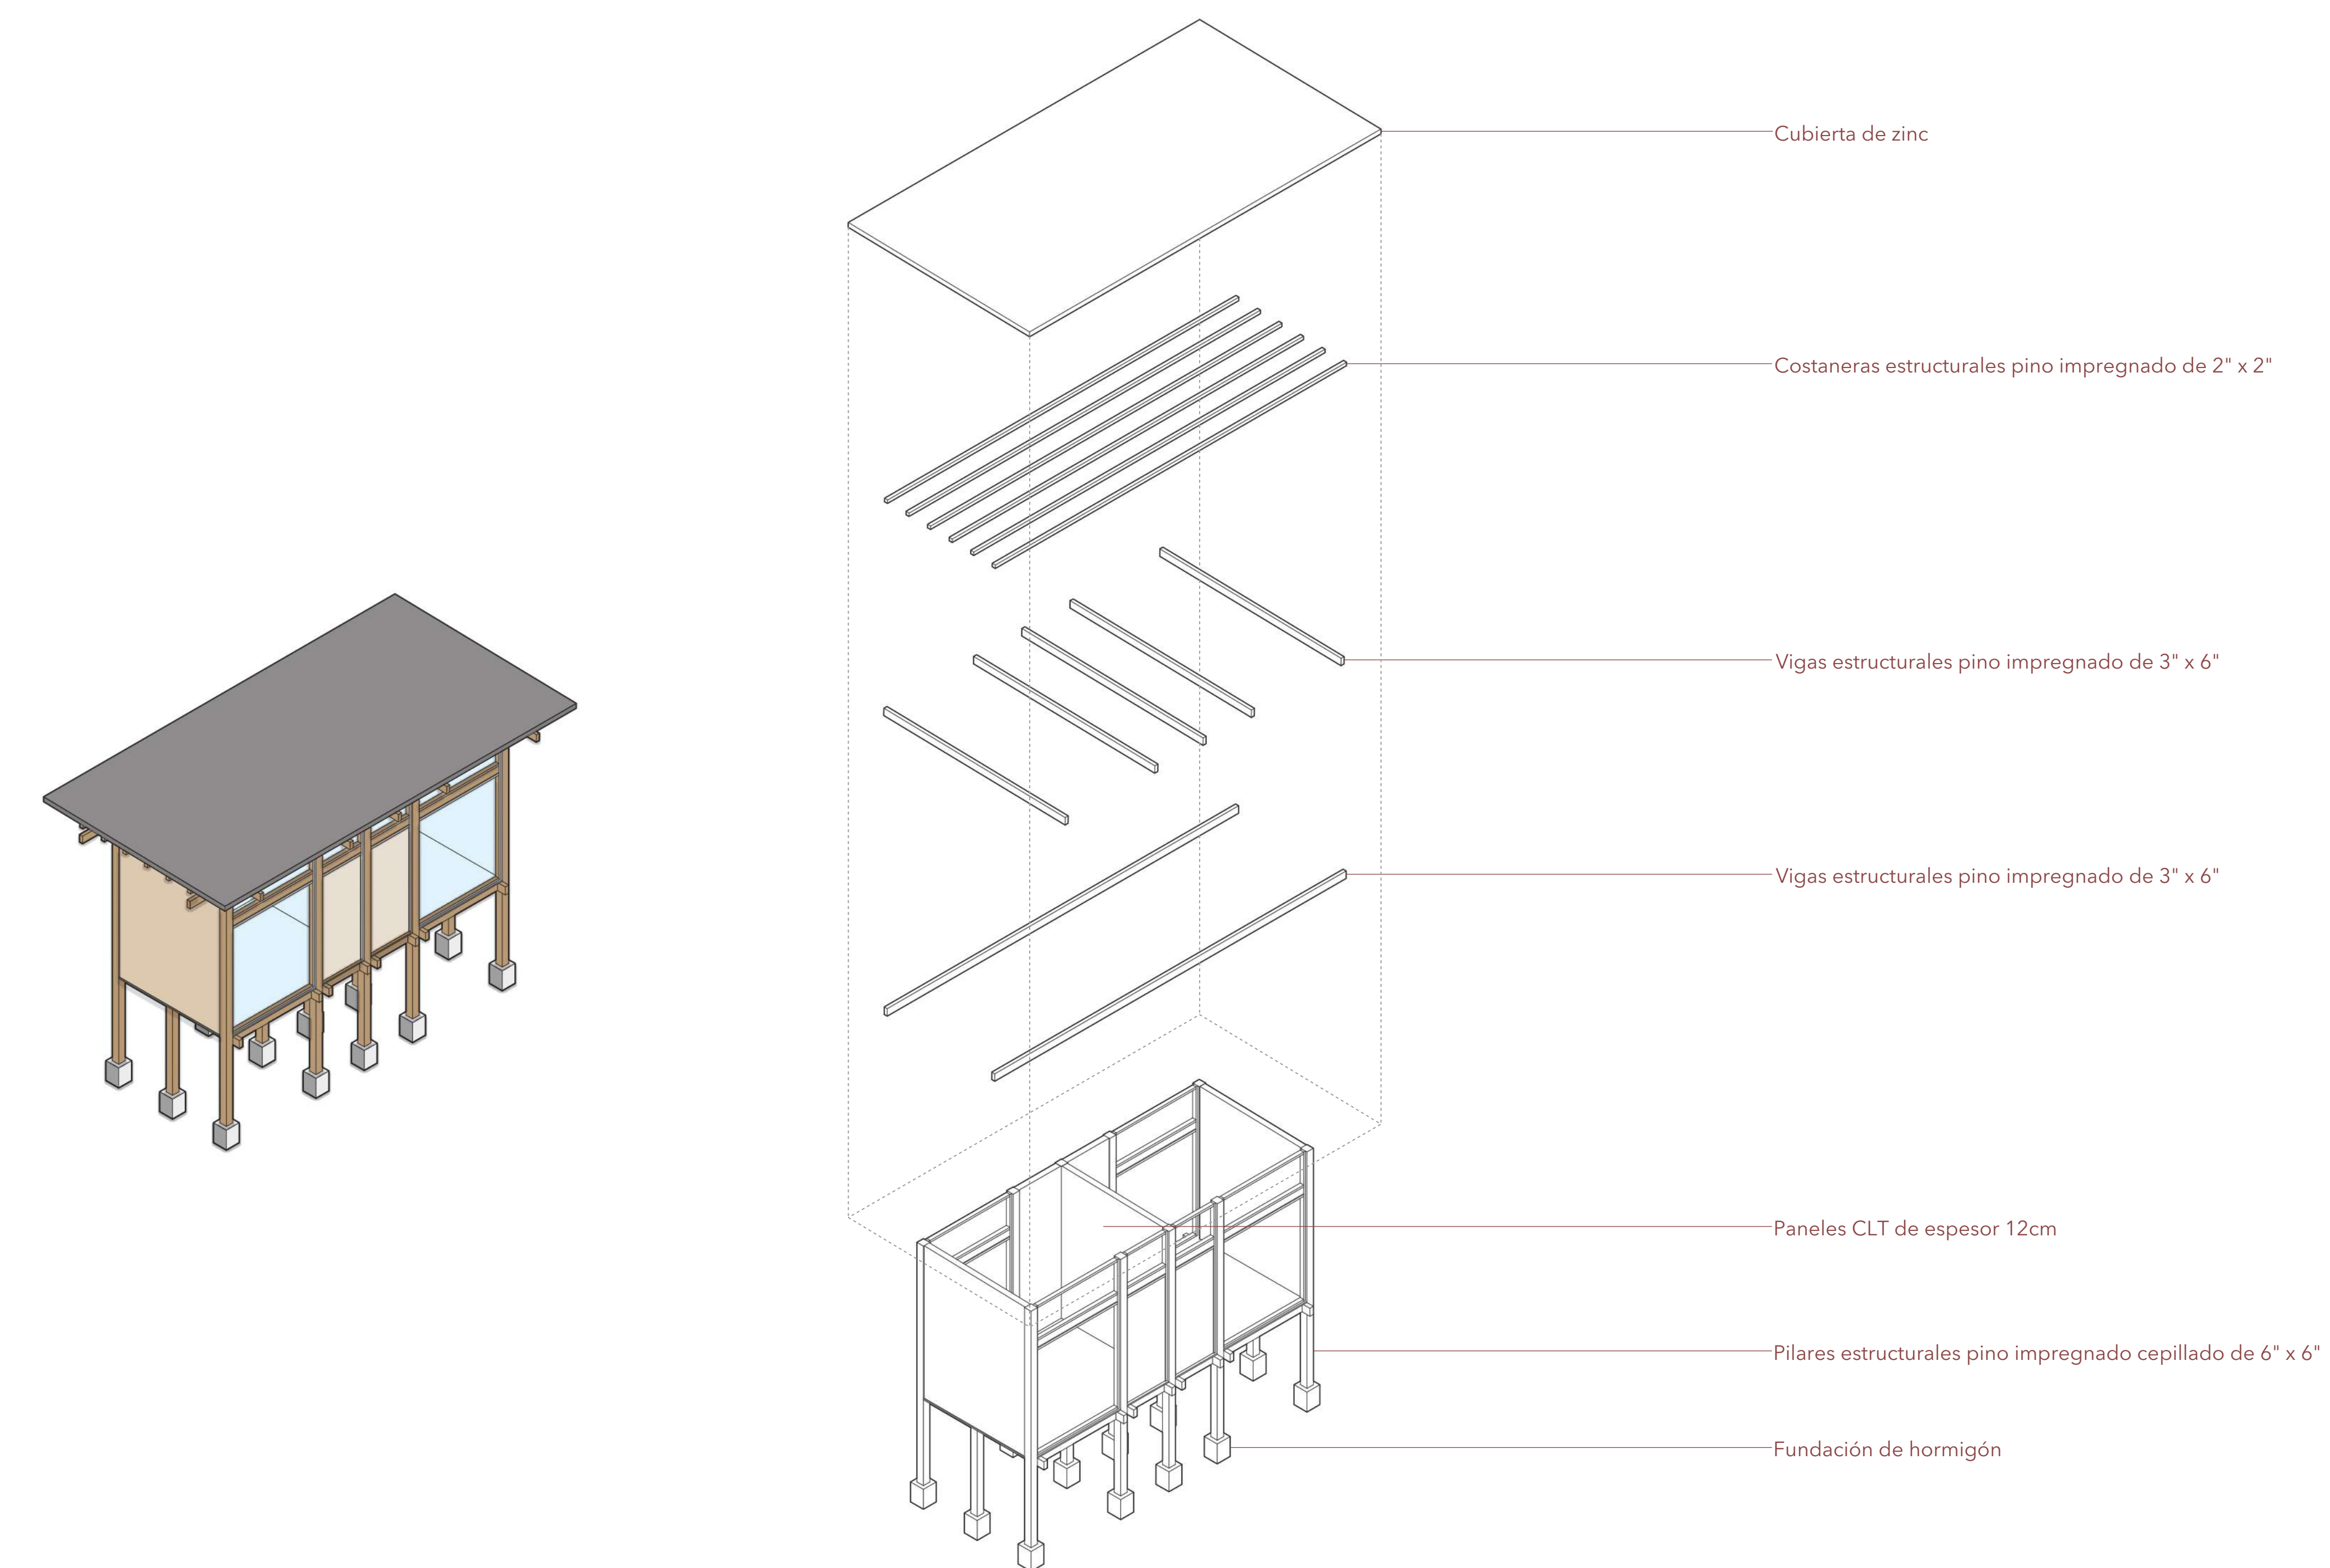 Cubierta de zinc
Costaneras estructurales pino impregnado de 2" x 2"
Vigas estructurales pino impregnado de 3" x 6"
Vigas estructurales pino impregnado de 3" x 6"
Paneles CLT de espesor 12cm
Pilares estructurales pino impregnado cepillado de 6" x 6"
Fundación de hormigón